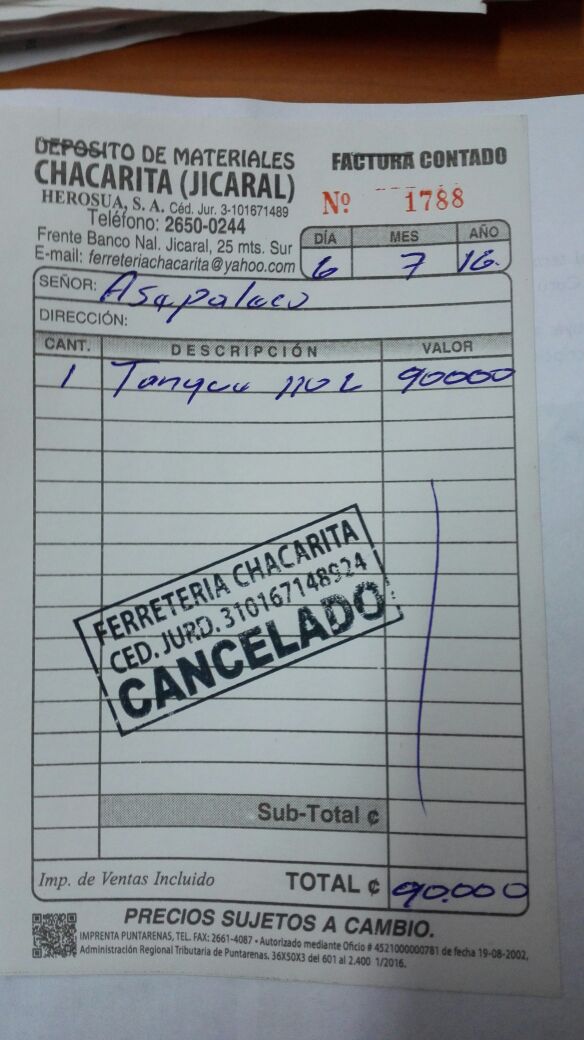 DEPOSITO DE MATERIALES
CHACARITA (JICARAL)
HEROSUA, S. A. Céd. Jur. 3-101671489
Teléfono: 2650-0244
Frente Banco Nal. Jicaral, 25 mts. Sur
E-mail: ferreteriachacarita@yahoo.com
FACTURA CONTADO
Nº 1788
DÍA MES AÑO
6 7 16.
SEÑOR: Asapalaco
DIRECCIÓN:
CANT. DESCRIPCIÓN VALOR
1 90000
FERRETERIA CHACARITA
CED. JURD. 310167148924
CANCELADO
Sub-Total ¢
Imp. de Ventas Incluido TOTAL ¢ 90.000
PRECIOS SUJETOS A CAMBIO.
IMPRENTA PUNTARENAS, TEL. FAX: 2661-4087 • Autorizado mediante Oficio # 4521000000781 de fecha 19-08-2002,
Administración Regional Tributaria de Puntarenas, 36X50X3 del 601 al 2.400 1/2016.